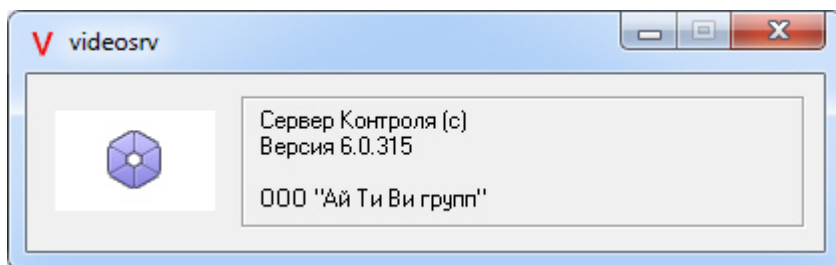 videosrv
Сервер Контроля (c)
Версия 6.0.315
ООО "Ай Ти Ви групп"